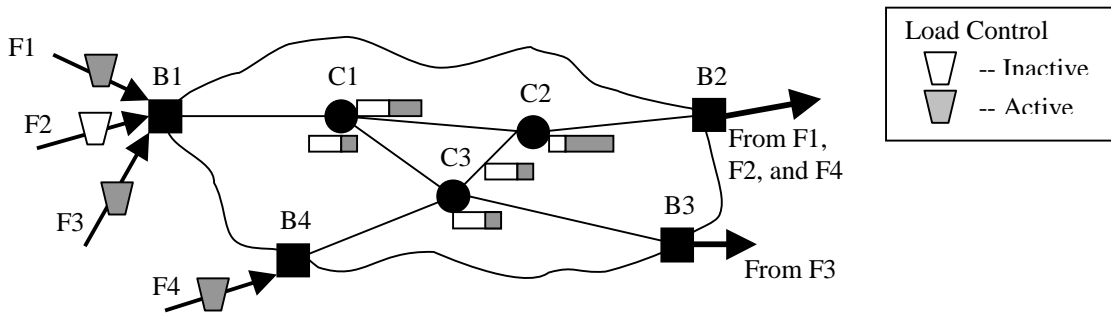 F1
B1
C1
C2
B2
F2
C3
F3
B4
B3
F4
From F1,
F2, and F4
From F3
Load Control
-- Inactive
-- Active